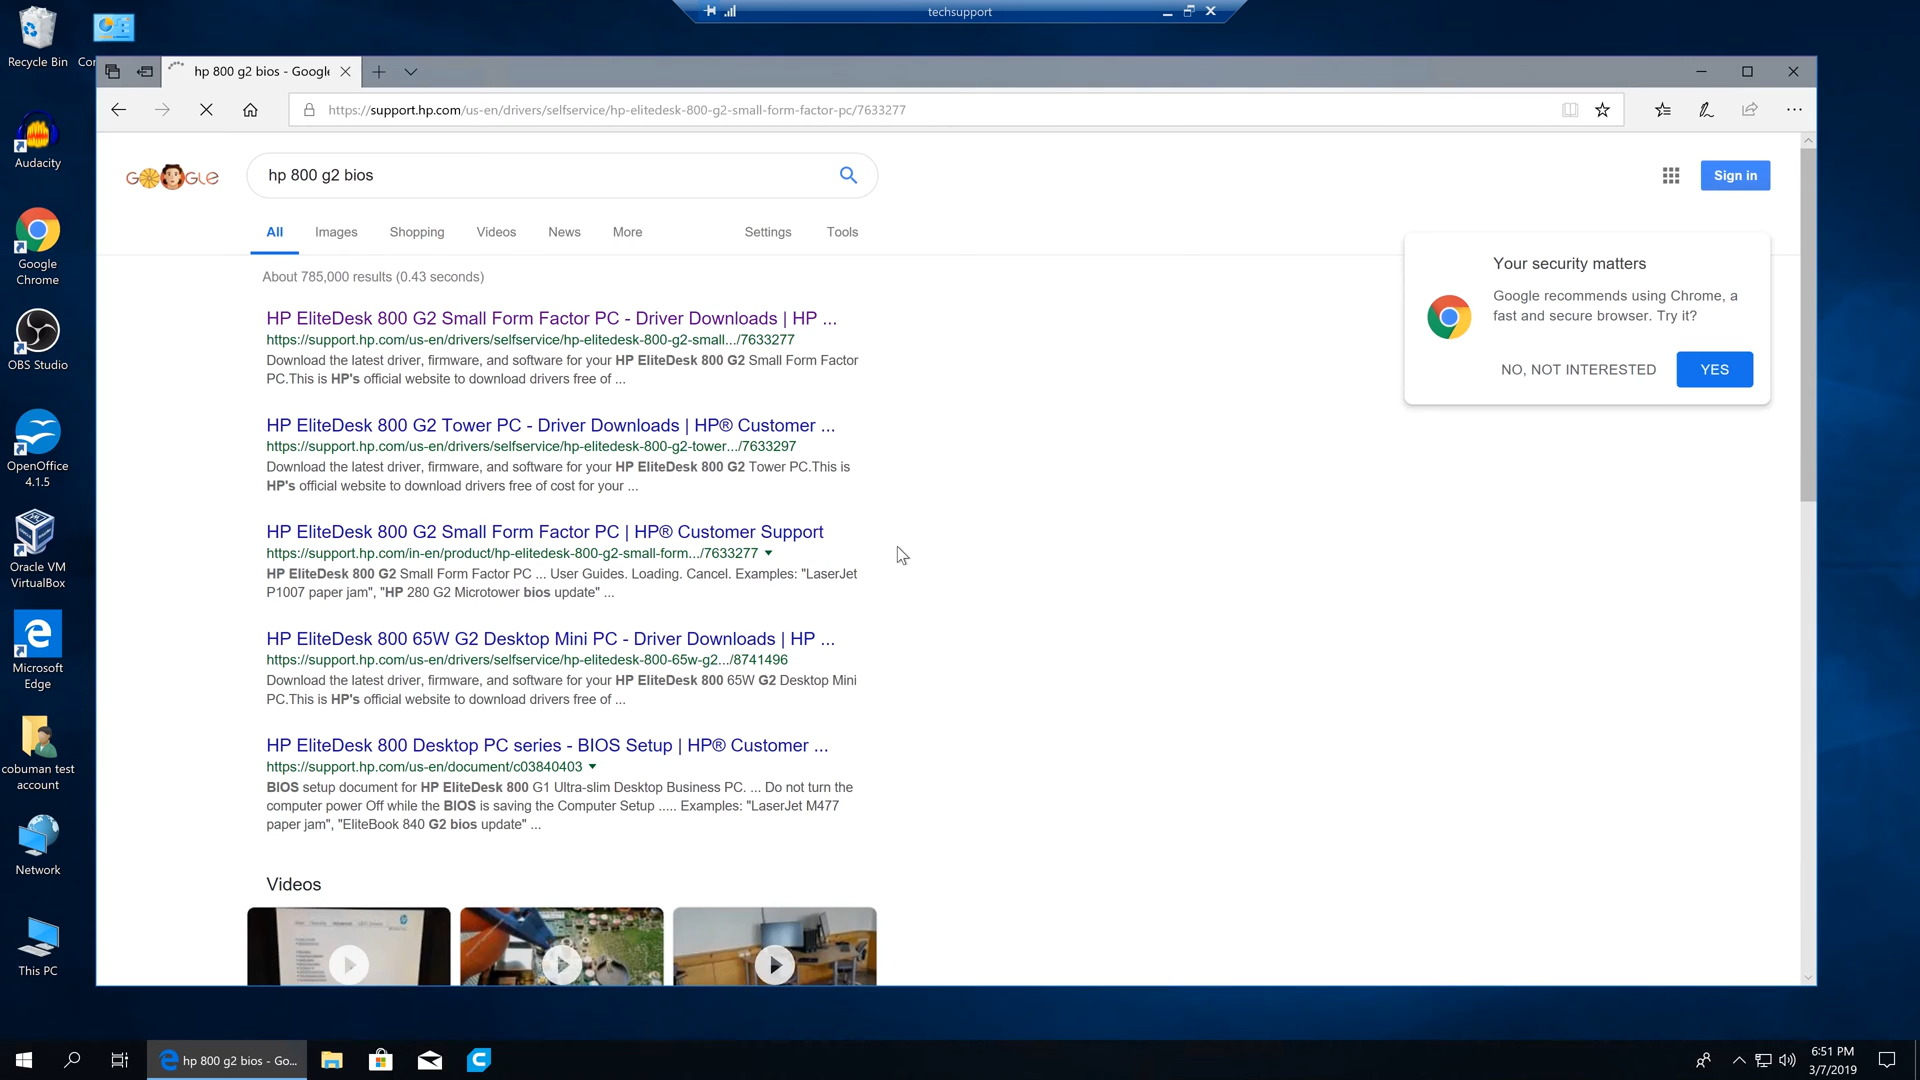 techsupport
Recycle Bin
Cor
Audacity
Google
Chrome
OBS Studio
OpenOffice
4.1.5
Oracle VM
VirtualBox
Microsoft
Edge
cobuman test
account
Network
This PC
hp 800 g2 bios - Google
https://support.hp.com/us-en/drivers/selfservice/hp-elitedesk-800-g2-small-form-factor-pc/7633277
GOOGLE
hp 800 g2 bios
Sign in
All Images Shopping Videos News More Settings Tools
About 785,000 results (0.43 seconds)
Your security matters
Google recommends using Chrome, a
fast and secure browser. Try it?
NO, NOT INTERESTED YES
HP EliteDesk 800 G2 Small Form Factor PC - Driver Downloads | HP ...
https://support.hp.com/us-en/drivers/selfservice/hp-elitedesk-800-g2-small.../7633277
Download the latest driver, firmware, and software for your HP EliteDesk 800 G2 Small Form Factor
PC.This is HP's official website to download drivers free of ...
HP EliteDesk 800 G2 Tower PC - Driver Downloads | HP® Customer ...
https://support.hp.com/us-en/drivers/selfservice/hp-elitedesk-800-g2-tower.../7633297
Download the latest driver, firmware, and software for your HP EliteDesk 800 G2 Tower PC.This is
HP's official website to download drivers free of cost for your ...
HP EliteDesk 800 G2 Small Form Factor PC | HP® Customer Support
https://support.hp.com/in-en/product/hp-elitedesk-800-g2-small-form.../7633277
HP EliteDesk 800 G2 Small Form Factor PC ... User Guides. Loading. Cancel. Examples: "LaserJet
P1007 paper jam", "HP 280 G2 Microtower bios update" ...
HP EliteDesk 800 65W G2 Desktop Mini PC - Driver Downloads | HP ...
https://support.hp.com/us-en/drivers/selfservice/hp-elitedesk-800-65w-g2.../8741496
Download the latest driver, firmware, and software for your HP EliteDesk 800 65W G2 Desktop Mini
PC.This is HP's official website to download drivers free of ...
HP EliteDesk 800 Desktop PC series - BIOS Setup | HP® Customer ...
https://support.hp.com/us-en/document/c03840403
BIOS setup document for HP EliteDesk 800 G1 Ultra-slim Desktop Business PC. ... Do not turn the
computer power Off while the BIOS is saving the Computer Setup ..... Examples: "LaserJet M477
paper jam", "EliteBook 840 G2 bios update" ...
Videos
hp 800 g2 bios - Go...
6:51 PM
3/7/2019